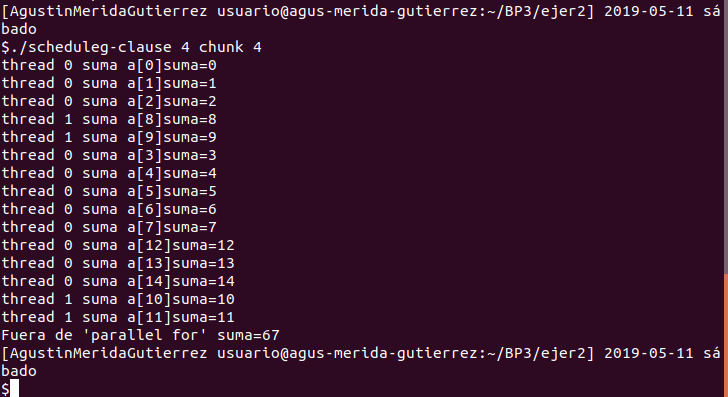 [AgustinMeridaGutierrez usuario@agus-merida-gutierrez:~/BP3/ejer2] 2019-05-11 sá
bado
$./scheduleg-clause 4 chunk 4
thread 0 suma a[0]suma=0
thread 0 suma a[1]suma=1
thread 0 suma a[2]suma=2
thread 1 suma a[8]suma=8
thread 1 suma a[9]suma=9
thread 0 suma a[3]suma=3
thread 0 suma a[4]suma=4
thread 0 suma a[5]suma=5
thread 0 suma a[6]suma=6
thread 0 suma a[7]suma=7
thread 0 suma a[12]suma=12
thread 0 suma a[13]suma=13
thread 0 suma a[14]suma=14
thread 1 suma a[10]suma=10
thread 1 suma a[11]suma=11
Fuera de 'parallel for' suma=67
[AgustinMeridaGutierrez usuario@agus-merida-gutierrez:~/BP3/ejer2] 2019-05-11 sá
bado
$